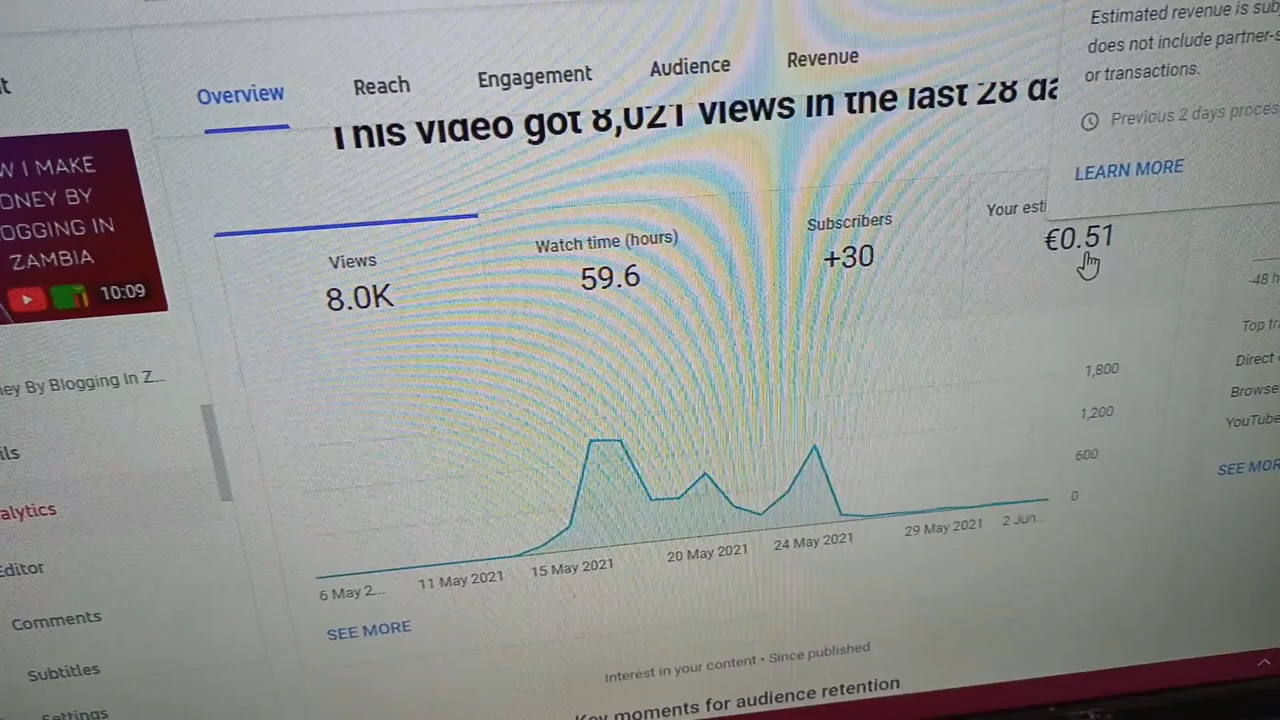 Estimated revenue is sub
does not include partner-s
or transactions.
Previous 2 days proces
LEARN MORE
Overview
Reach
Engagement
Audience
Revenue
This video got 8,021 views in the last 28 da
W I MAKE
ONEY BY
OGGING IN
ZAMBIA
10:09
ney By Blogging In Z...
ils
alytics
Editor
Comments
Subtitles
Settings
Views
8.0K
Watch time (hours)
59.6
Subscribers
+30
Your esti
€0.51
1,800
1,200
600
0
6 May 2...
11 May 2021
15 May 2021
20 May 2021
24 May 2021
29 May 2021
2 Jun...
SEE MORE
-48 h
Top tr
Direct
Browse
YouTube
SEE MOR
Interest in your content • Since published
Key moments for audience retention